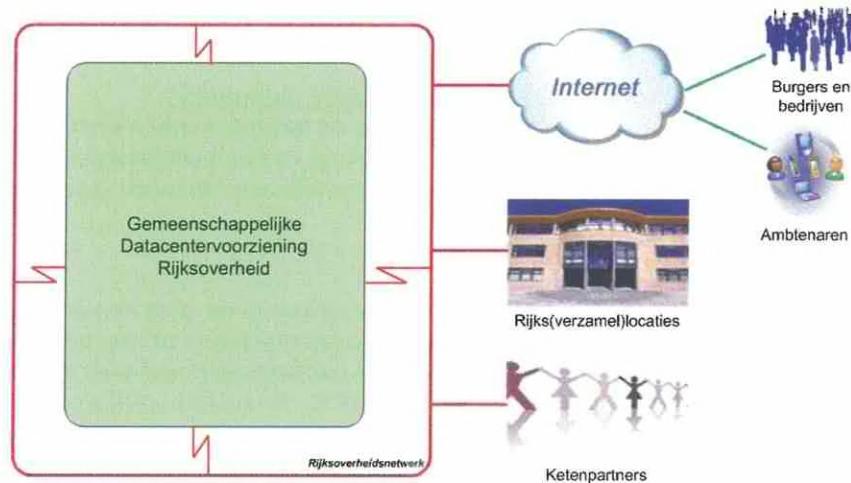 Gemeenschappelijke
Datacentervoorziening
Rijksoverheid
Rijksoverheidsnetwerk
Internet
Burgers en
bedrijven
Ambtenaren
Rijks(verzamel)locaties
Ketenpartners